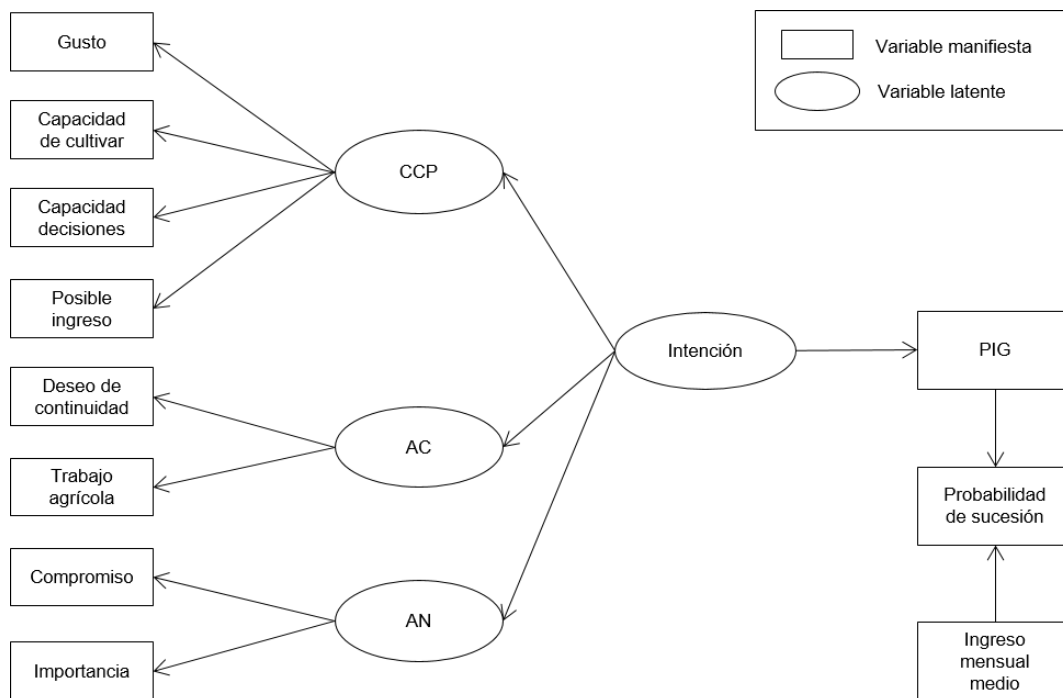 Gusto
Capacidad
de cultivar
Capacidad
decisiones
Posible
ingreso
Deseo de
continuidad
Trabajo
agrícola
Compromiso
Importancia
CCP
AC
AN
Intención
Variable manifiesta
Variable latente
PIG
Probabilidad
de sucesión
Ingreso
mensual
medio